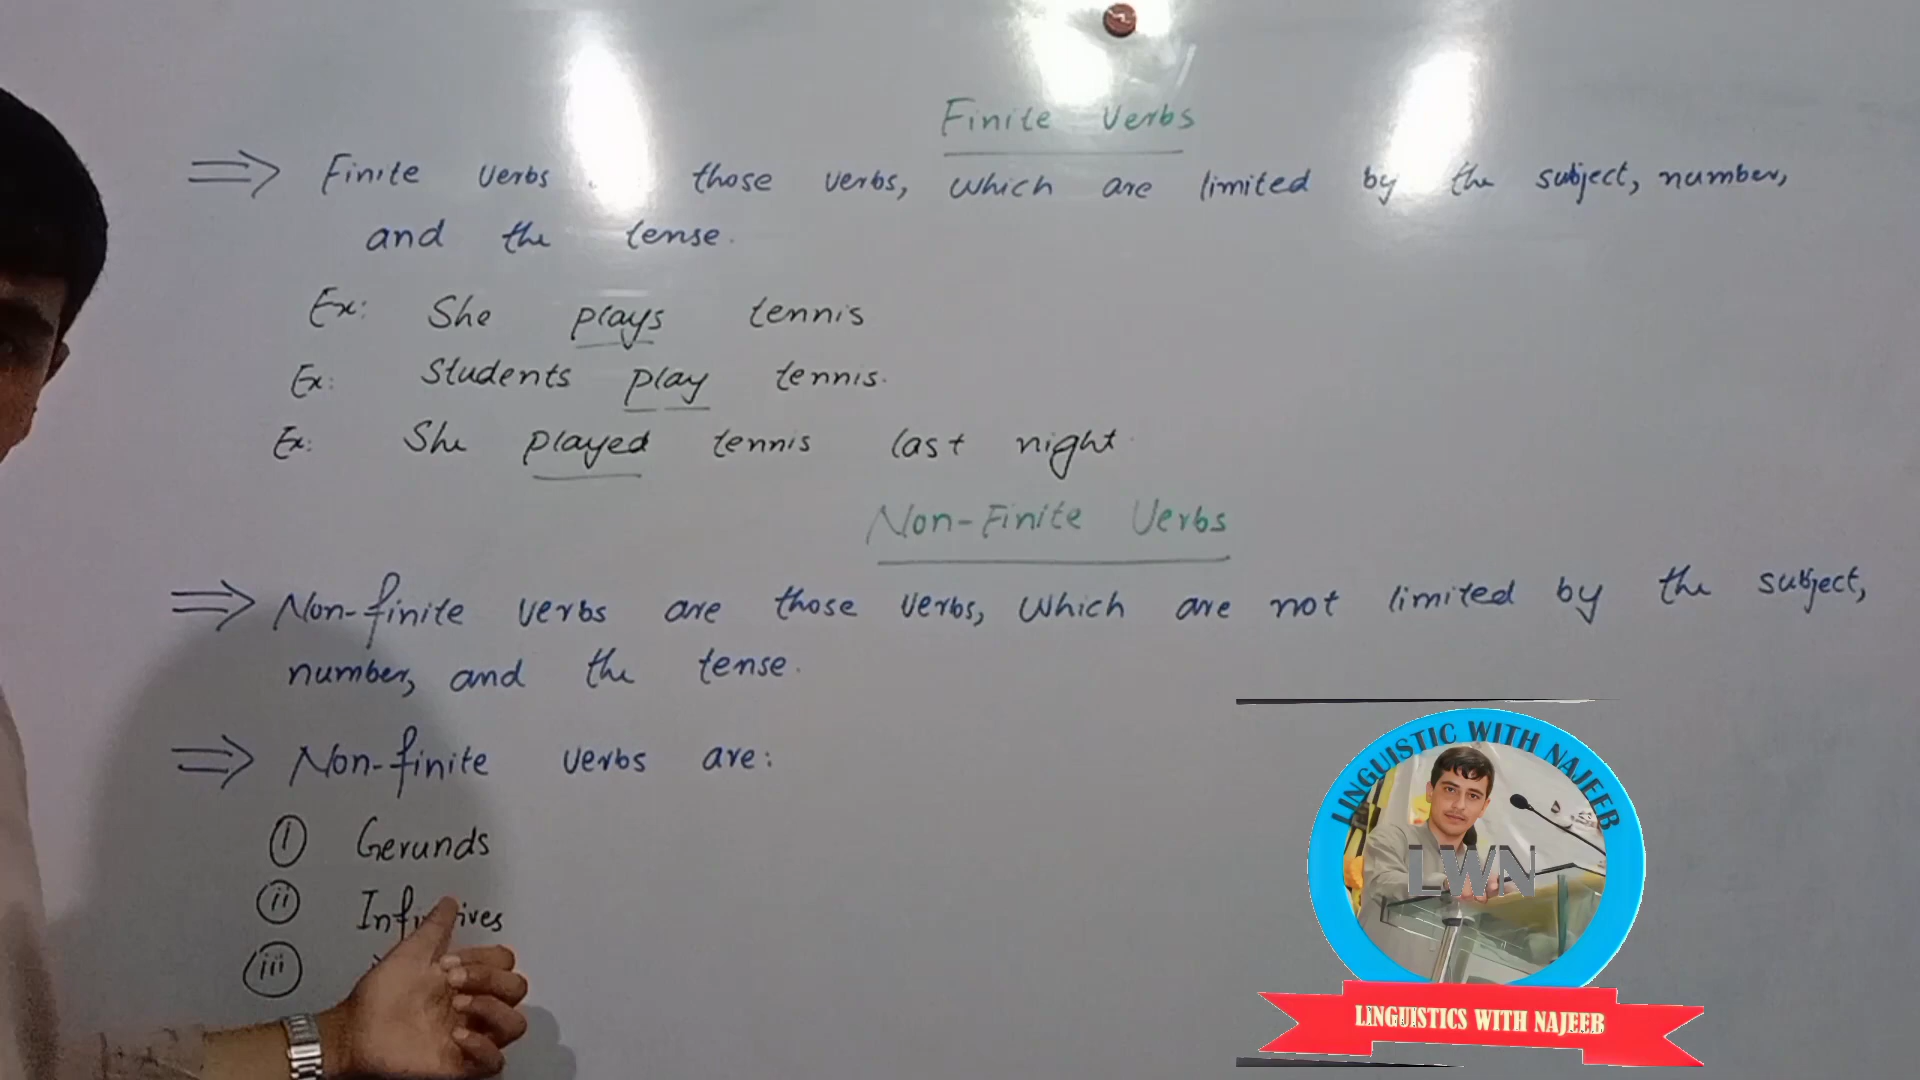 Finite Verbs
⇒ Finite verbs those verbs, which are limited by the subject, number,
and the tense.
Ex: She plays tennis
Ex: Students play tennis.
Ex: She played tennis last night.
Non-Finite Verbs
⇒ Non-finite verbs are those verbs, which are not limited by the subject,
number, and the tense.
⇒ Non-finite verbs are:
(i) Gerunds
(ii) Infinitives
(iii)
LINGUISTIC WITH NAJEEB
LWN
LINGUISTICS WITH NAJEEB